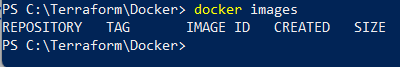 PS C:\Terraform\Docker> docker images
REPOSITORY   TAG       IMAGE ID   CREATED   SIZE
PS C:\Terraform\Docker>